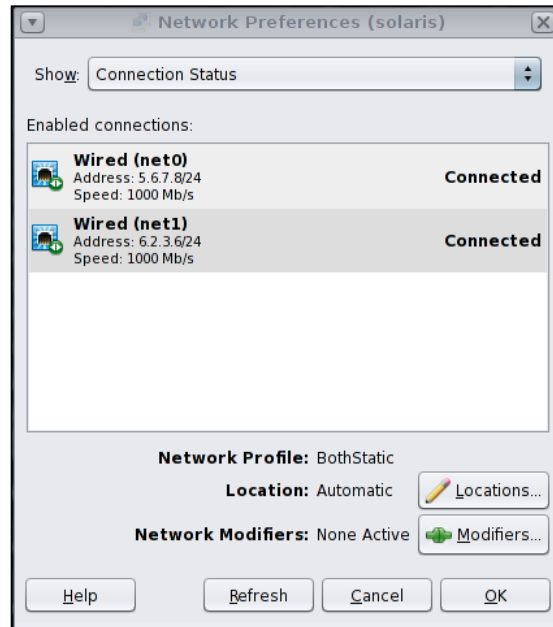 Network Preferences (solaris)
Show: Connection Status
Enabled connections:
Wired (net0)
Address: 5.6.7.8/24
Speed: 1000 Mb/s
Connected
Wired (net1)
Address: 6.2.3.6/24
Speed: 1000 Mb/s
Connected
Network Profile: BothStatic
Location: Automatic
Locations...
Network Modifiers: None Active
Modifiers...
Help
Refresh
Cancel
OK